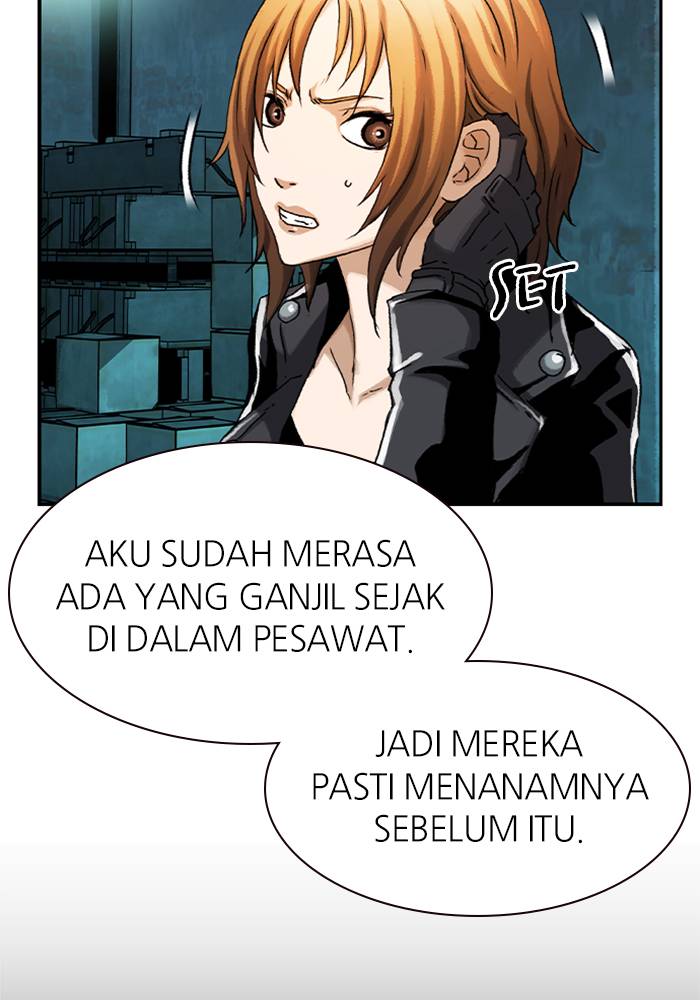 SET
AKU SUDAH MERASA
ADA YANG GANJIL SEJAK
DI DALAM PESAWAT.
JADI MEREKA
PASTI MENANAMNYA
SEBELUM ITU.